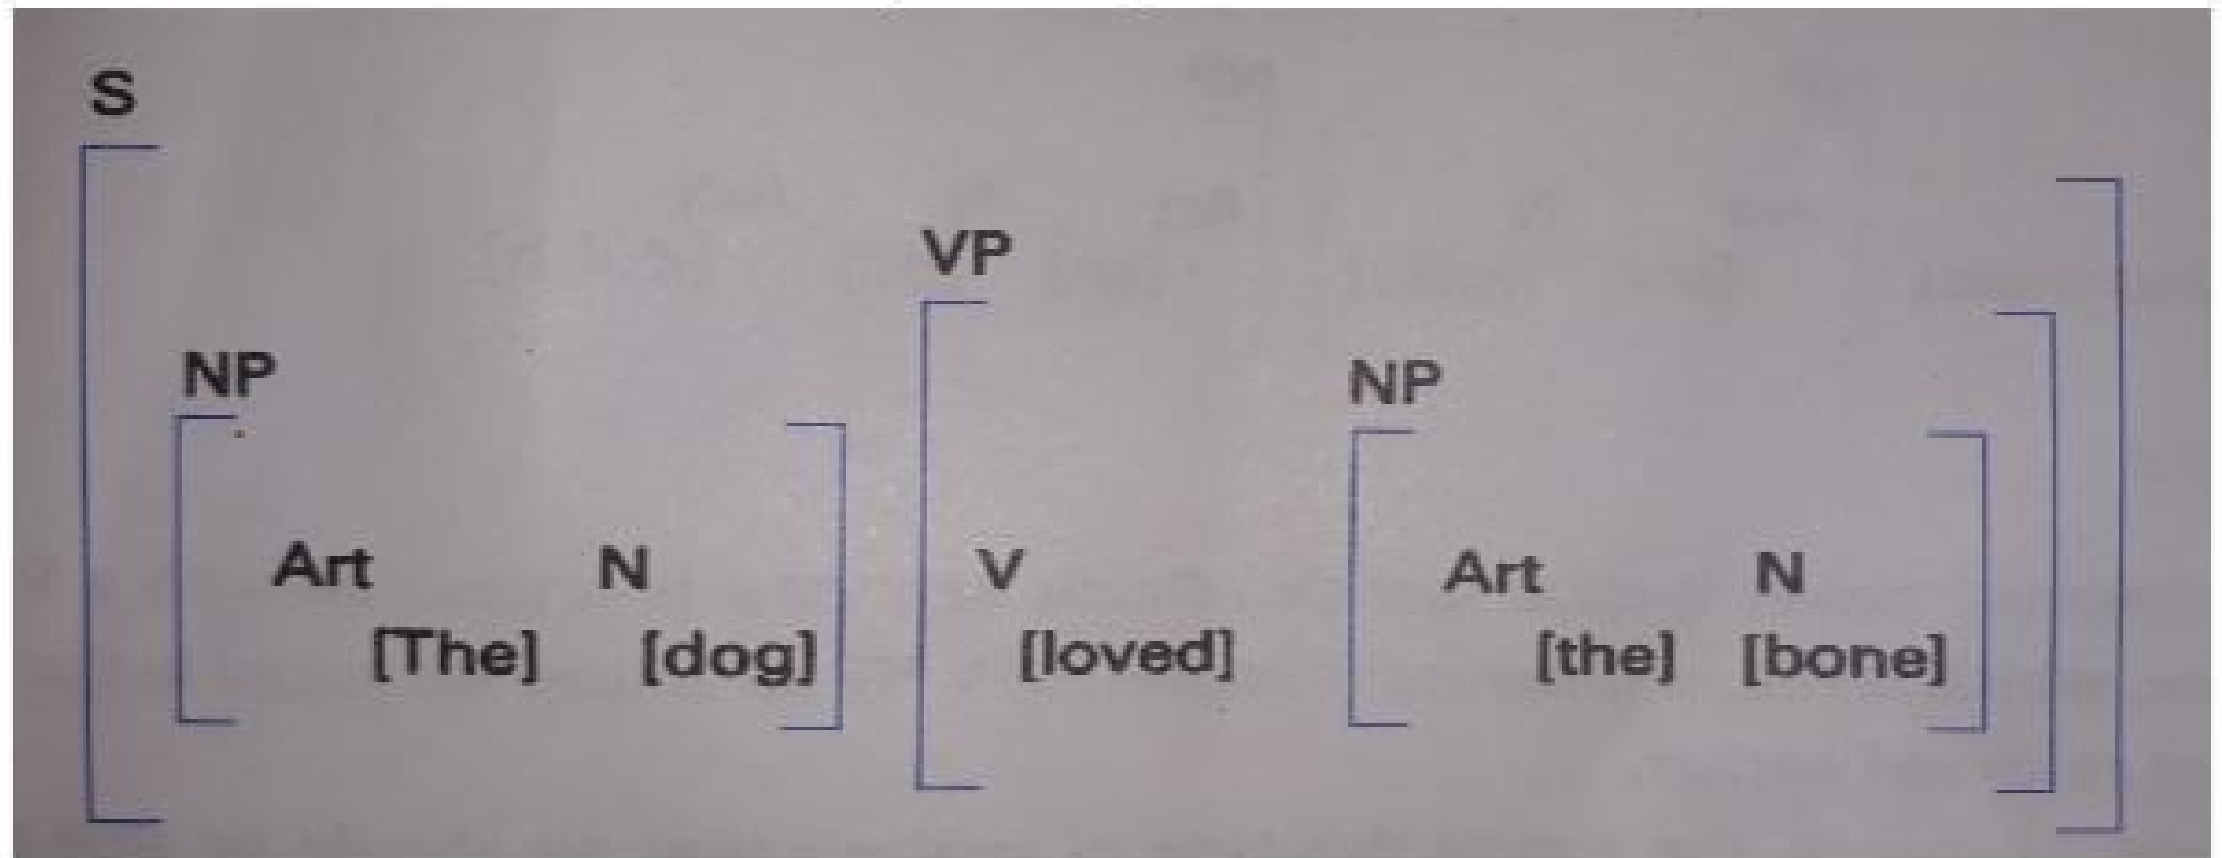 S
VP
NP NP
Art N V Art N
[The] [dog] [loved] [the] [bone]